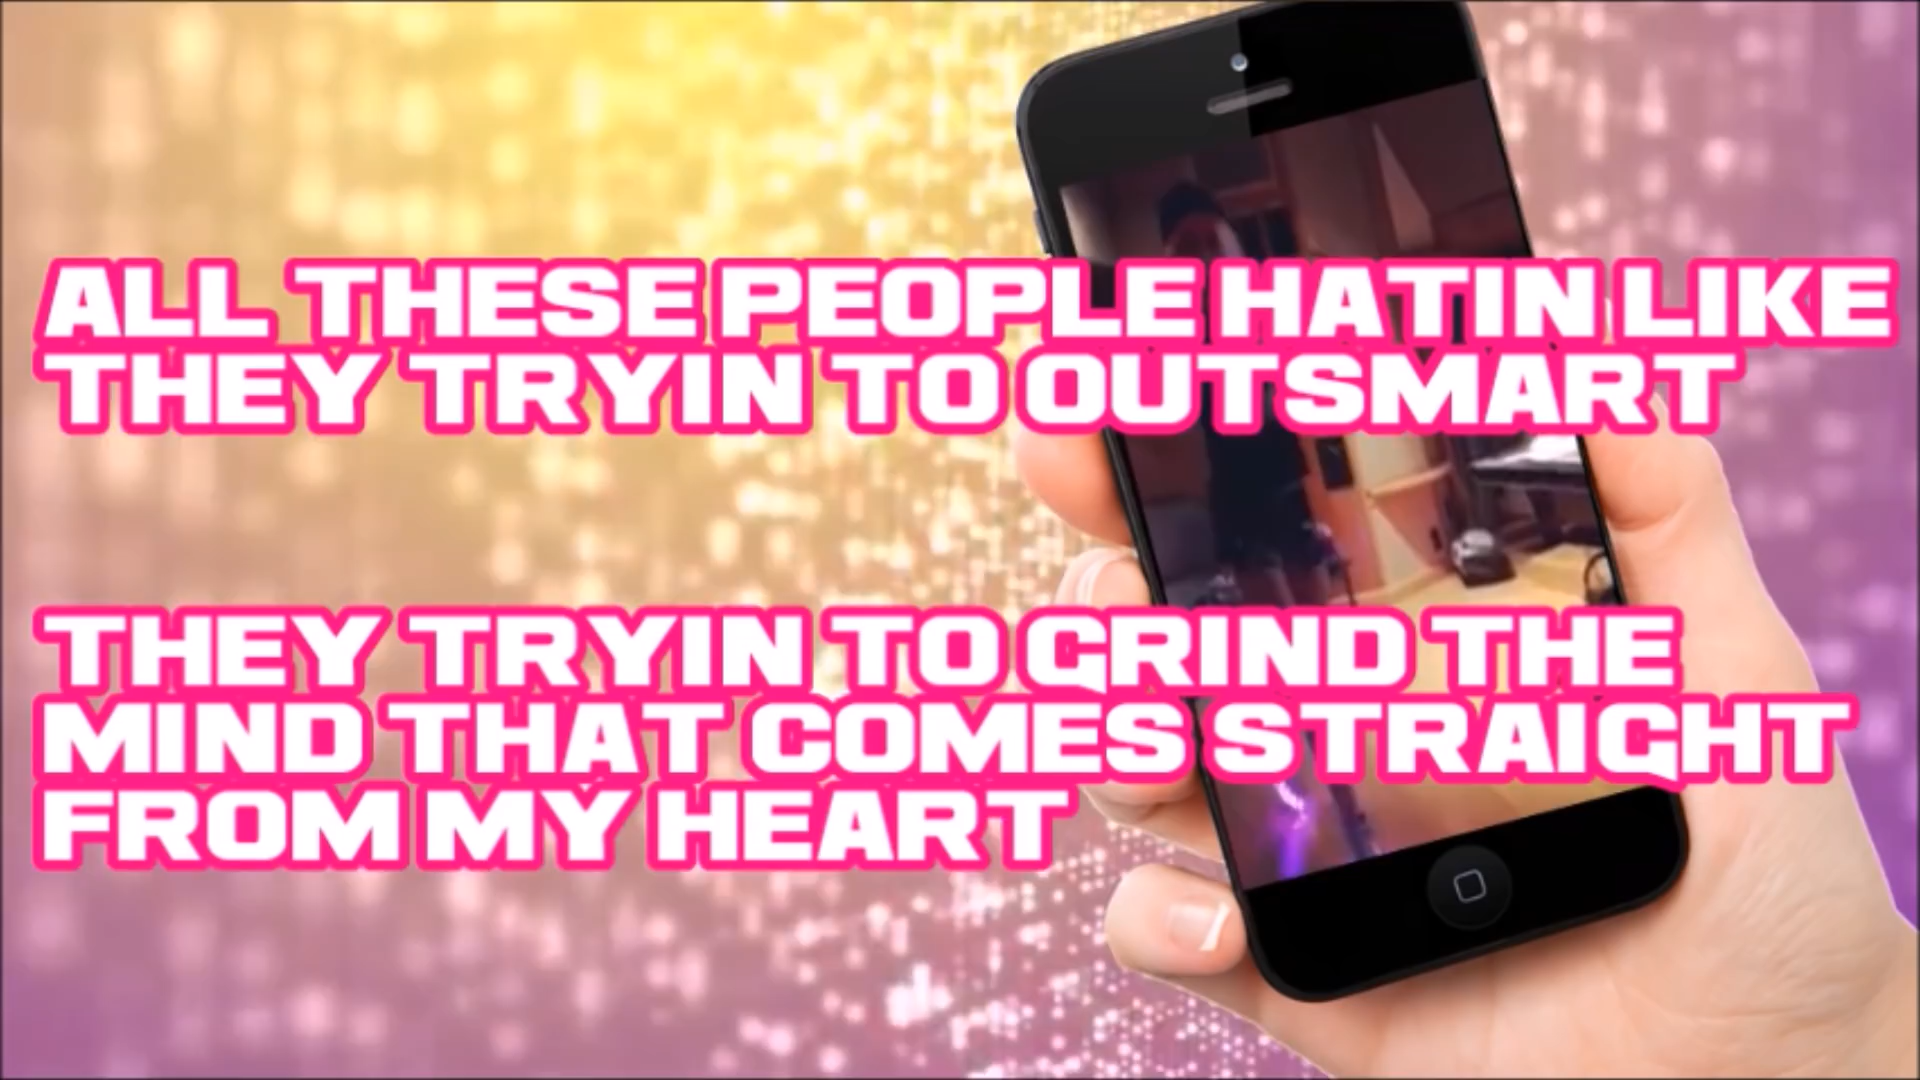 ALL THESE PEOPLE HATIN LIKE
THEY TRYIN TO OUTSMART
THEY TRYIN TO GRIND THE
MIND THAT COMES STRAIGHT
FROM MY HEART